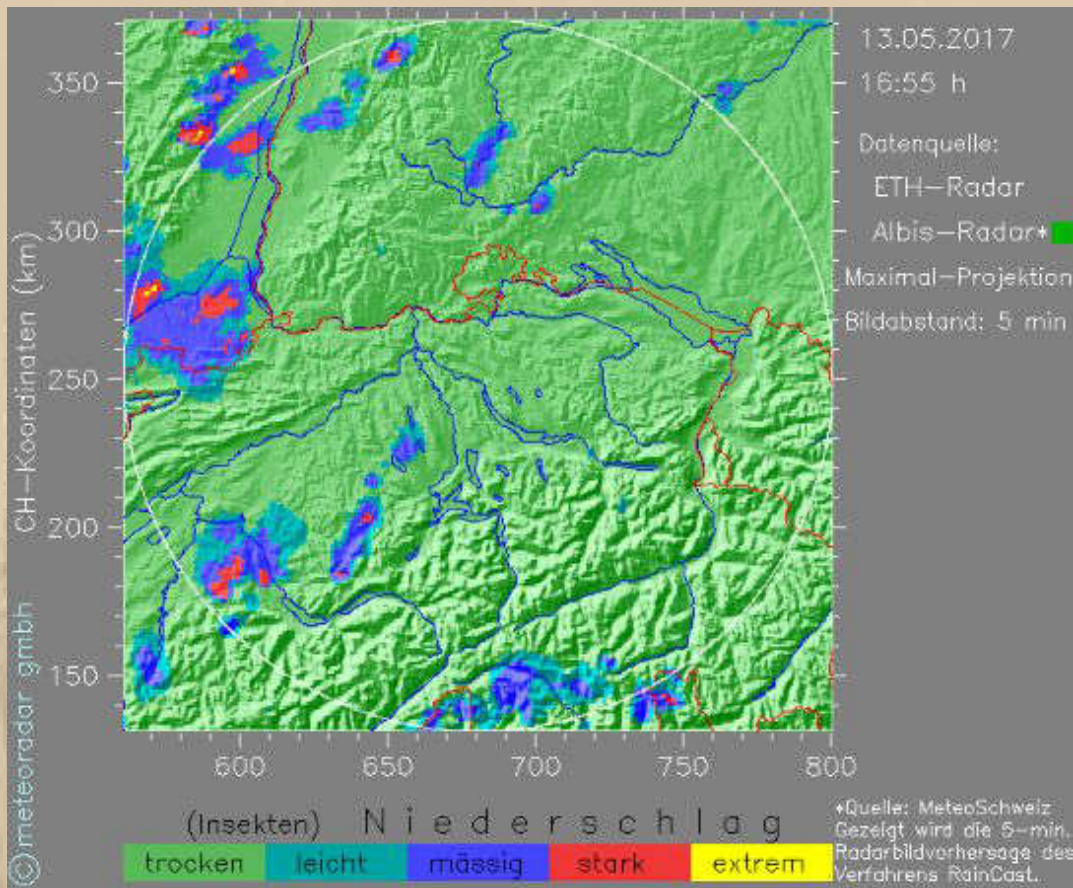 13.05.2017
16:55 h
Datenquelle:
ETH-Radar
Albis-Radar*
Maximal-Projektion
Bildabstand: 5 min
CH-Koordinaten (km)
350
300
250
200
150
600
650
700
750
800
©meteoradar gmbh
(Insekten) Niederschlag
trocken leicht mässig stark extrem
*Quelle: MeteoSchweiz
Gezeigt wird die 5-min.
Radarbildvorhersage des
Verfahrens RainCast.